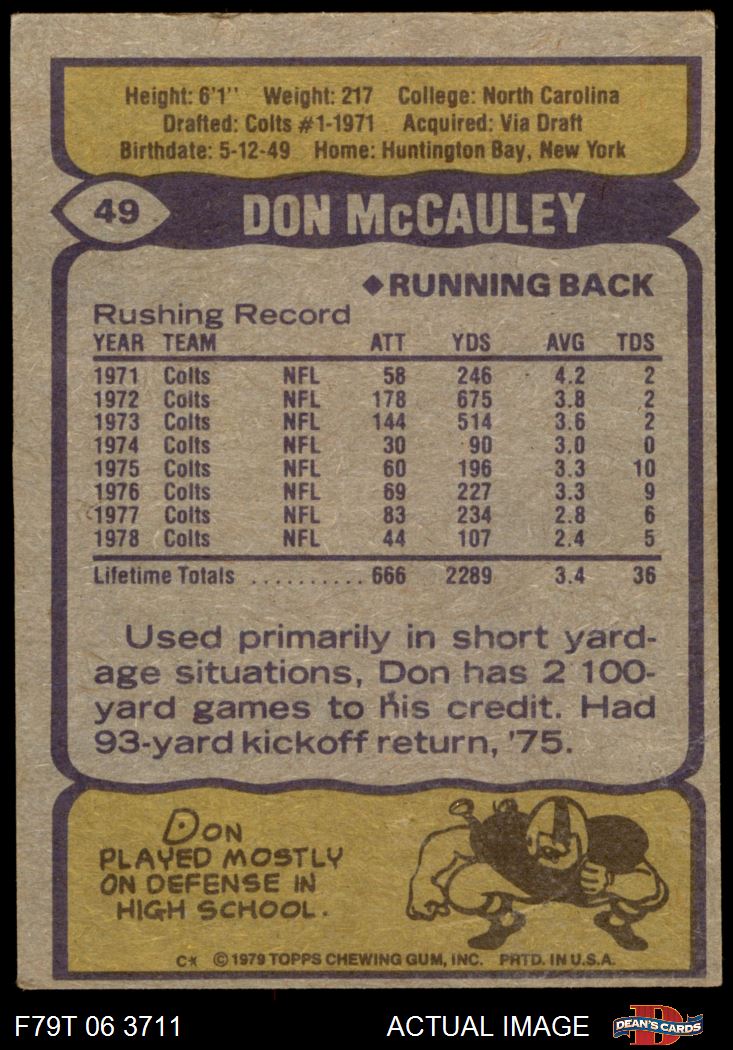 Height: 6'1" Weight: 217 College: North Carolina
Drafted: Colts #1-1971 Acquired: Via Draft
Birthdate: 5-12-49 Home: Huntington Bay, New York
49 DON McCAULEY
◆RUNNING BACK
Rushing Record
YEAR TEAM ATT YDS AVG TDS
1971 Colts NFL 58 246 4.2 2
1972 Colts NFL 178 675 3.8 2
1973 Colts NFL 144 514 3.6 2
1974 Colts NFL 30 90 3.0 0
1975 Colts NFL 60 196 3.3 10
1976 Colts NFL 69 227 3.3 9
1977 Colts NFL 83 234 2.8 6
1978 Colts NFL 44 107 2.4 5
Lifetime Totals .......... 666 2289 3.4 36
Used primarily in short yard-
age situations, Don has 2 100-
yard games to his credit. Had
93-yard kickoff return, '75.
DON
PLAYED MOSTLY
ON DEFENSE IN
HIGH SCHOOL.
C* © 1979 TOPPS CHEWING GUM, INC. PRTD. IN U.S.A.
F79T 06 3711 ACTUAL IMAGE D DEAN'S CARDS